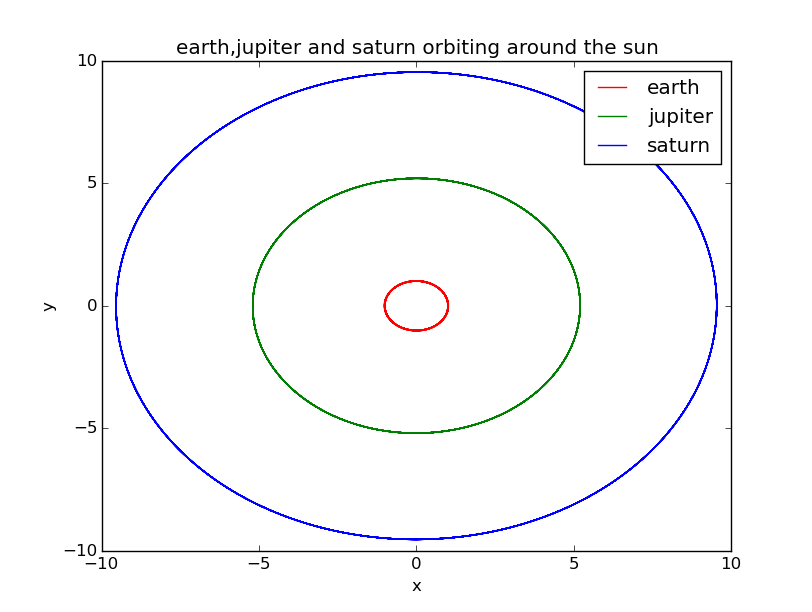 earth,jupiter and saturn orbiting around the sun
10
5
0
−5
−10
y
earth
jupiter
saturn
−10
−5
0
5
10
x